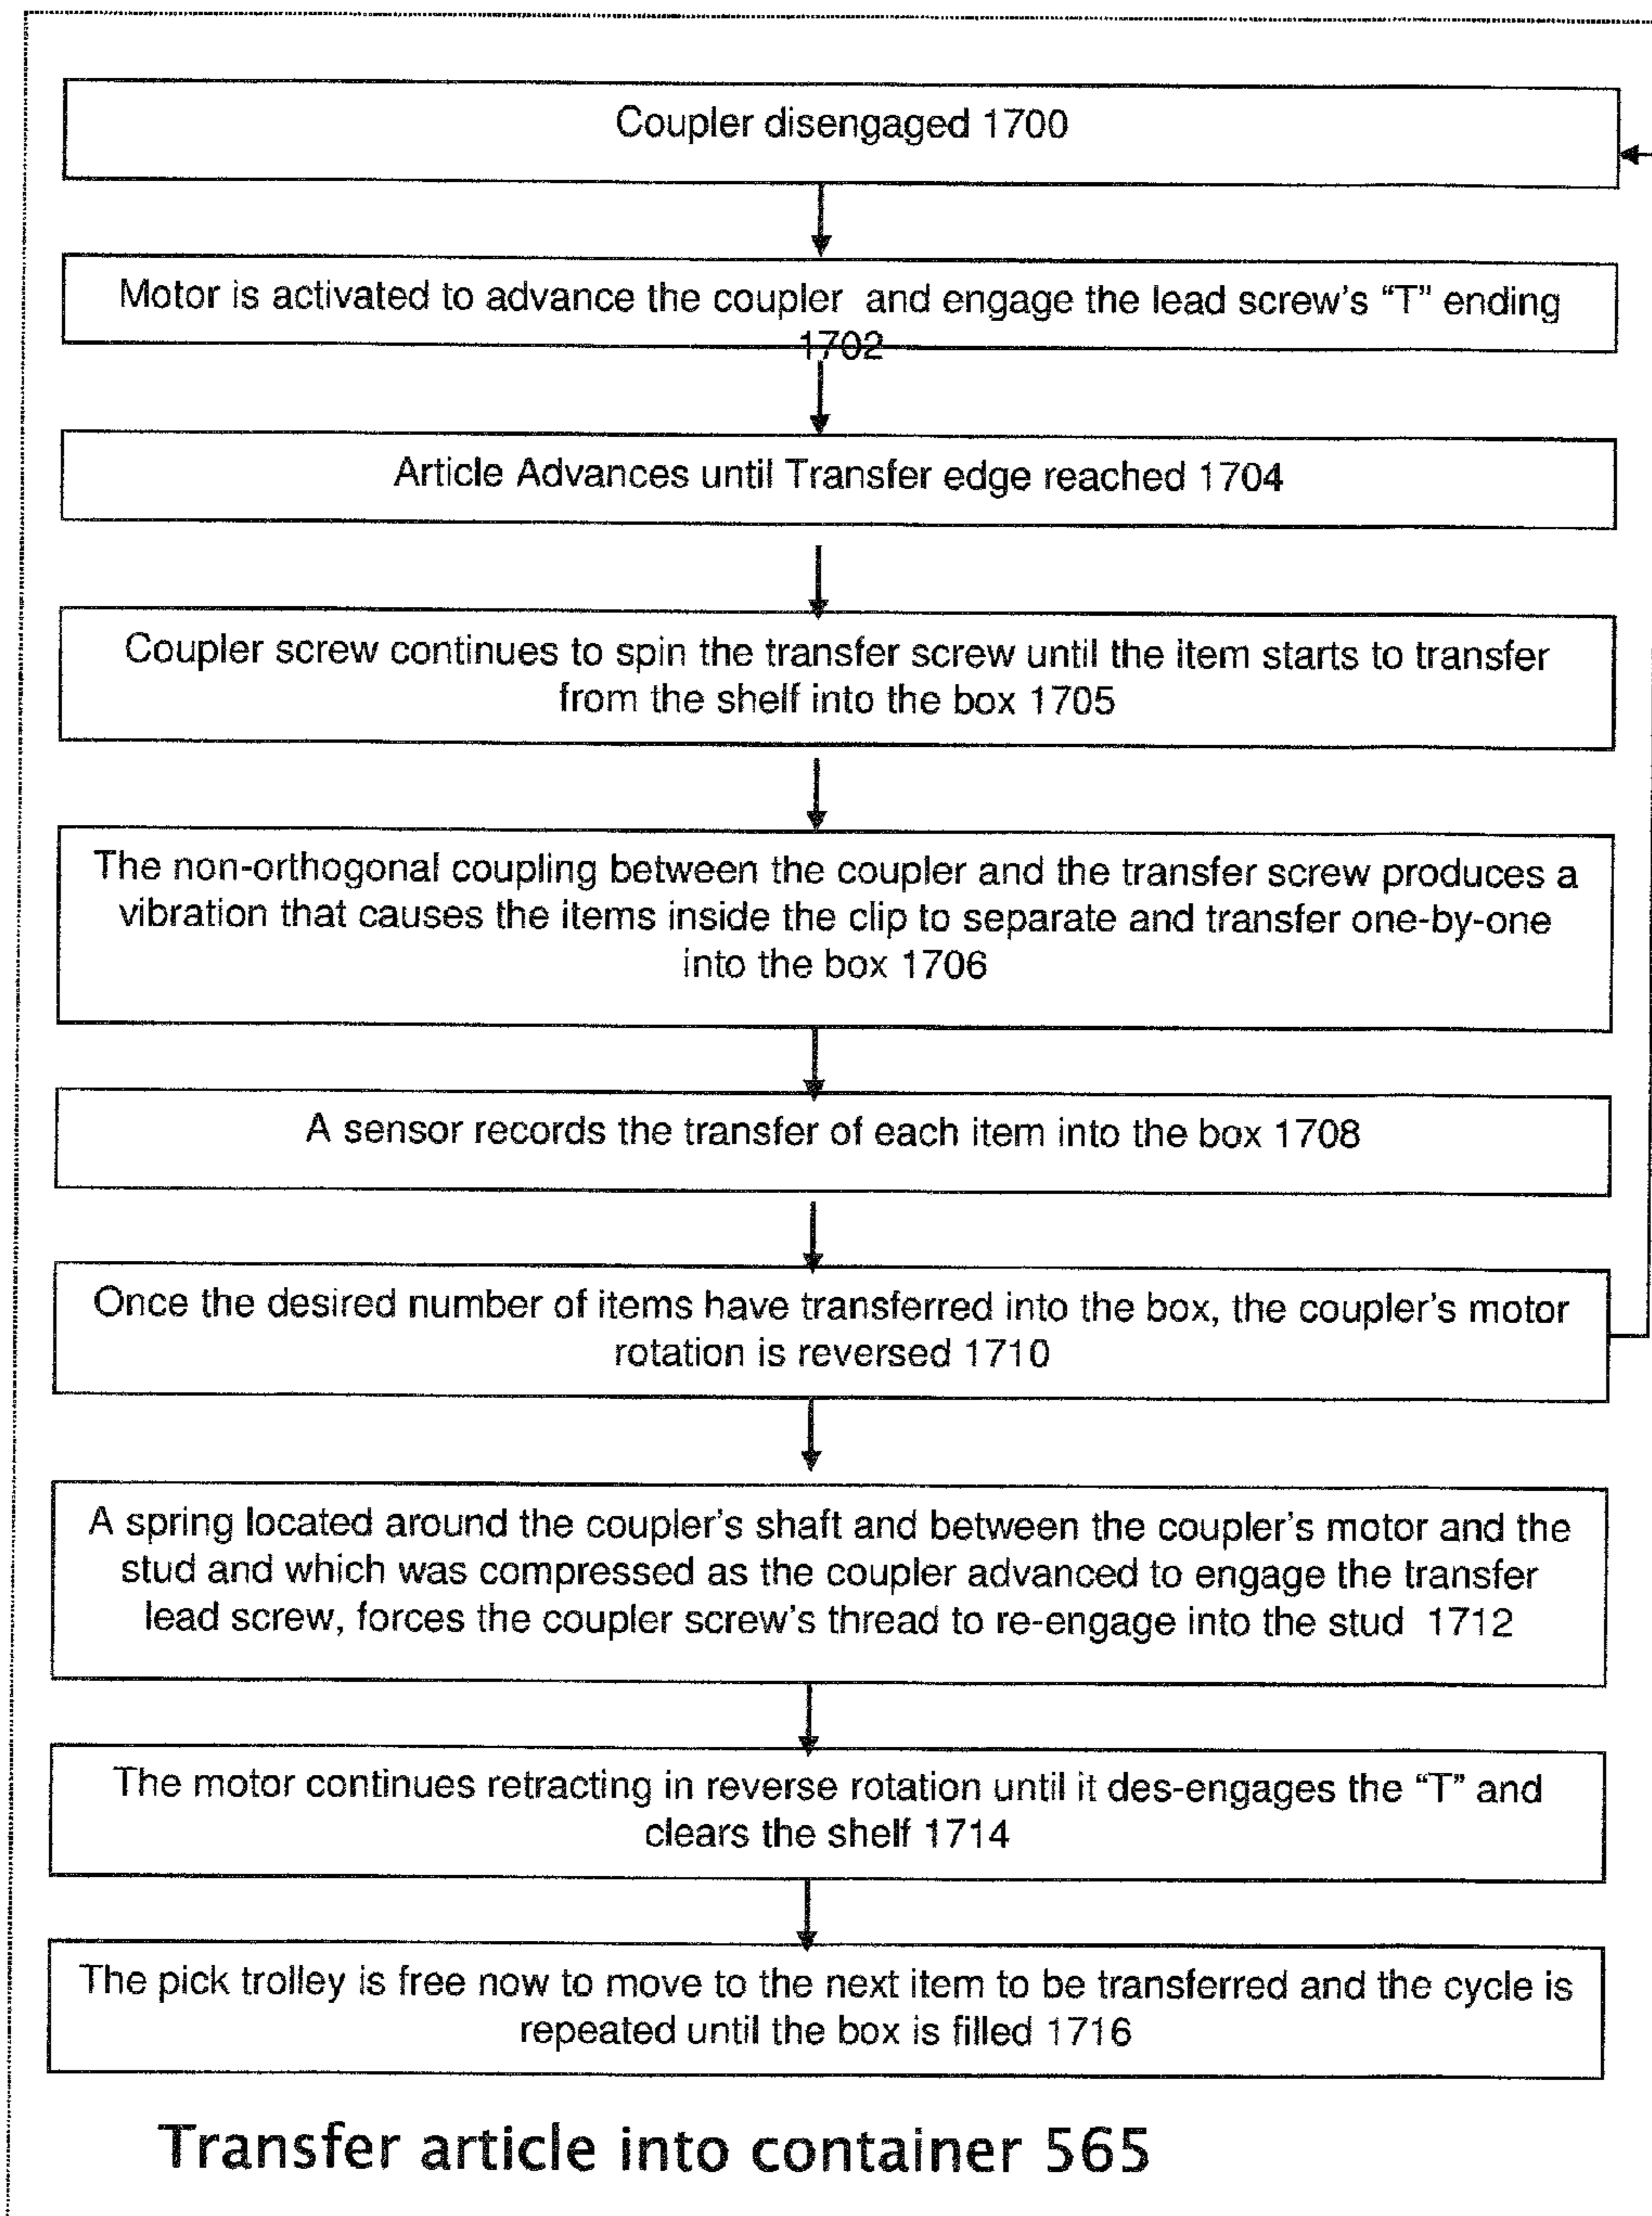 Coupler disengaged 1700
Motor is activated to advance the coupler and engage the lead screw's “T” ending
1702
Article Advances until Transfer edge reached 1704
Coupler screw continues to spin the transfer screw until the item starts to transfer
from the shelf into the box 1705
The non-orthogonal coupling between the coupler and the transfer screw produces a
vibration that causes the items inside the clip to separate and transfer one-by-one
into the box 1706
A sensor records the transfer of each item into the box 1708
Once the desired number of items have transferred into the box, the coupler's motor
rotation is reversed 1710
A spring located around the coupler's shaft and between the coupler's motor and the
stud and which was compressed as the coupler advanced to engage the transfer
lead screw, forces the coupler screw's thread to re-engage into the stud 1712
The motor continues retracting in reverse rotation until it des-engages the “T” and
clears the shelf 1714
The pick trolley is free now to move to the next item to be transferred and the cycle is
repeated until the box is filled 1716
Transfer article into container 565